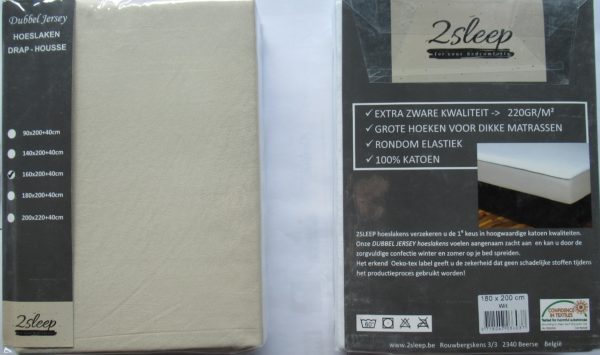 Dubbel Jersey
HOESLAKEN
DRAP - HOUSSE
90x200+40cm
140x200+40cm
160x200+40cm
180x200+40cm
200x220+40cm
2sleep
2sleep
for your Bedcomfort
✓ EXTRA ZWARE KWALITEIT -> 220GR/M²
✓ GROTE HOEKEN VOOR DIKKE MATRASSEN
✓ RONDOM ELASTIEK
✓ 100% KATOEN
2SLEEP hoeslakens verzekeren u de 1e keus in hoogwaardige katoen kwaliteiten.
Onze DUBBEL JERSEY hoeslakens voelen aangenaam zacht aan en kan u door de
zorgvuldige confectie winter en zomer op je bed spreiden.
Het erkend Oeko-tex label geeft u de zekerheid dat geen schadelijke stoffen tijdens
het productieproces gebruikt worden!
180 x 200 cm
Wit
CONFIDENCE
IN TEXTILES
60°
www.2sleep.be Rouwbergskens 3/3 2340 Beerse België